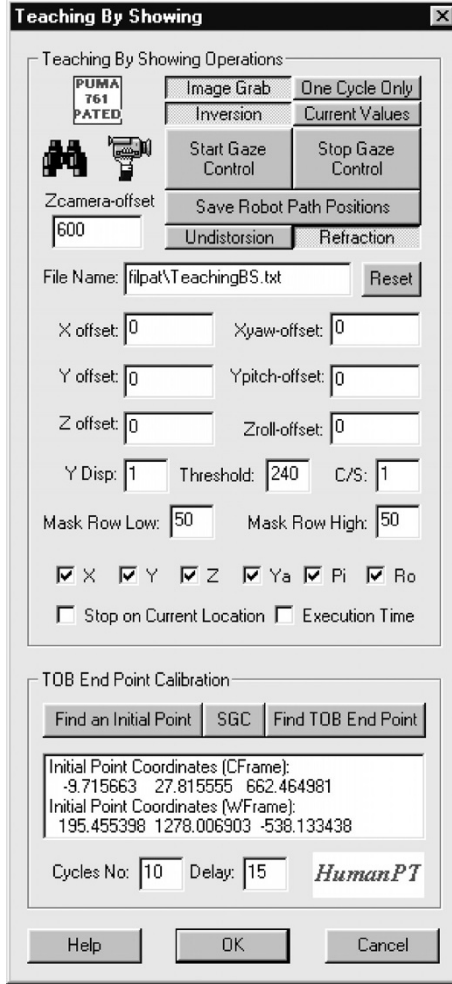 Teaching By Showing
Teaching By Showing Operations
PUMA
761
PATED
Image Grab One Cycle Only
Inversion Current Values
Start Gaze Control Stop Gaze Control
Zcamera-offset
600
Save Robot Path Positions
Undistorsion Refraction
File Name: filpat\TeachingBS.txt Reset
X offset: 0 Xyaw-offset: 0
Y offset: 0 Ypitch-offset: 0
Z offset: 0 Zroll-offset: 0
Y Disp: 1 Threshold: 240 C/S: 1
Mask Row Low: 50 Mask Row High: 50
X Y Z Ya Pi Ro
Stop on Current Location Execution Time
TOB End Point Calibration
Find an Initial Point SGC Find TOB End Point
Initial Point Coordinates (CFrame):
-9.715663 27.815555 662.464981
Initial Point Coordinates (WFrame):
195.455398 1278.006903 -538.133438
Cycles No: 10 Delay: 15 HumanPT
Help OK Cancel